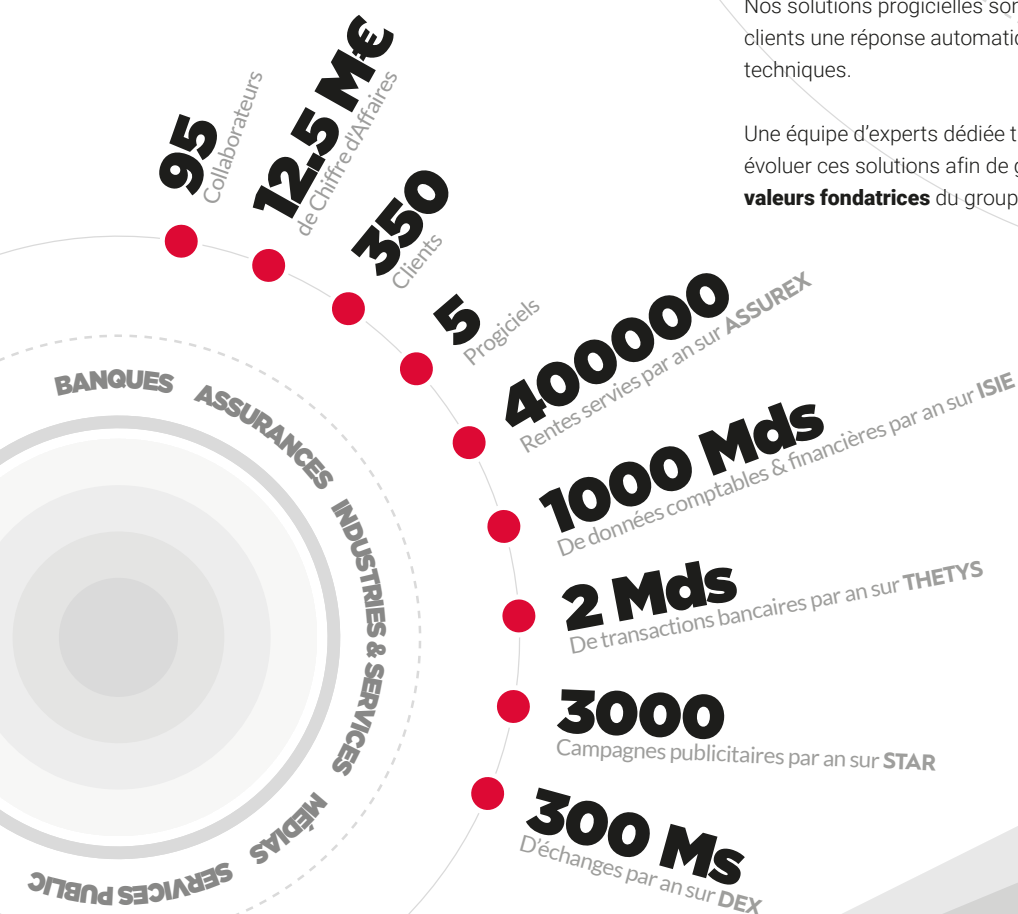 Nos solutions progicielles
clients une réponse
techniques.
Une équipe d'experts dédiée
évoluer ces solutions afin de
valeurs fondatrices du
95
Collaborateurs
12.5 M€
de Chiffre d'Affaires
350
Clients
5
Progiciels
400000
Rentes servies par an sur ASSUREX
1000 Mds
De données comptables & financières par an sur ISIE
2 Mds
De transactions bancaires par an sur THETYS
3000
Campagnes publicitaires par an sur STAR
300 Ms
D'échanges par an sur DEX
BANQUES
ASSURANCES
INDUSTRIES & SERVICES
MÉDIAS
SERVICES PUBLIC